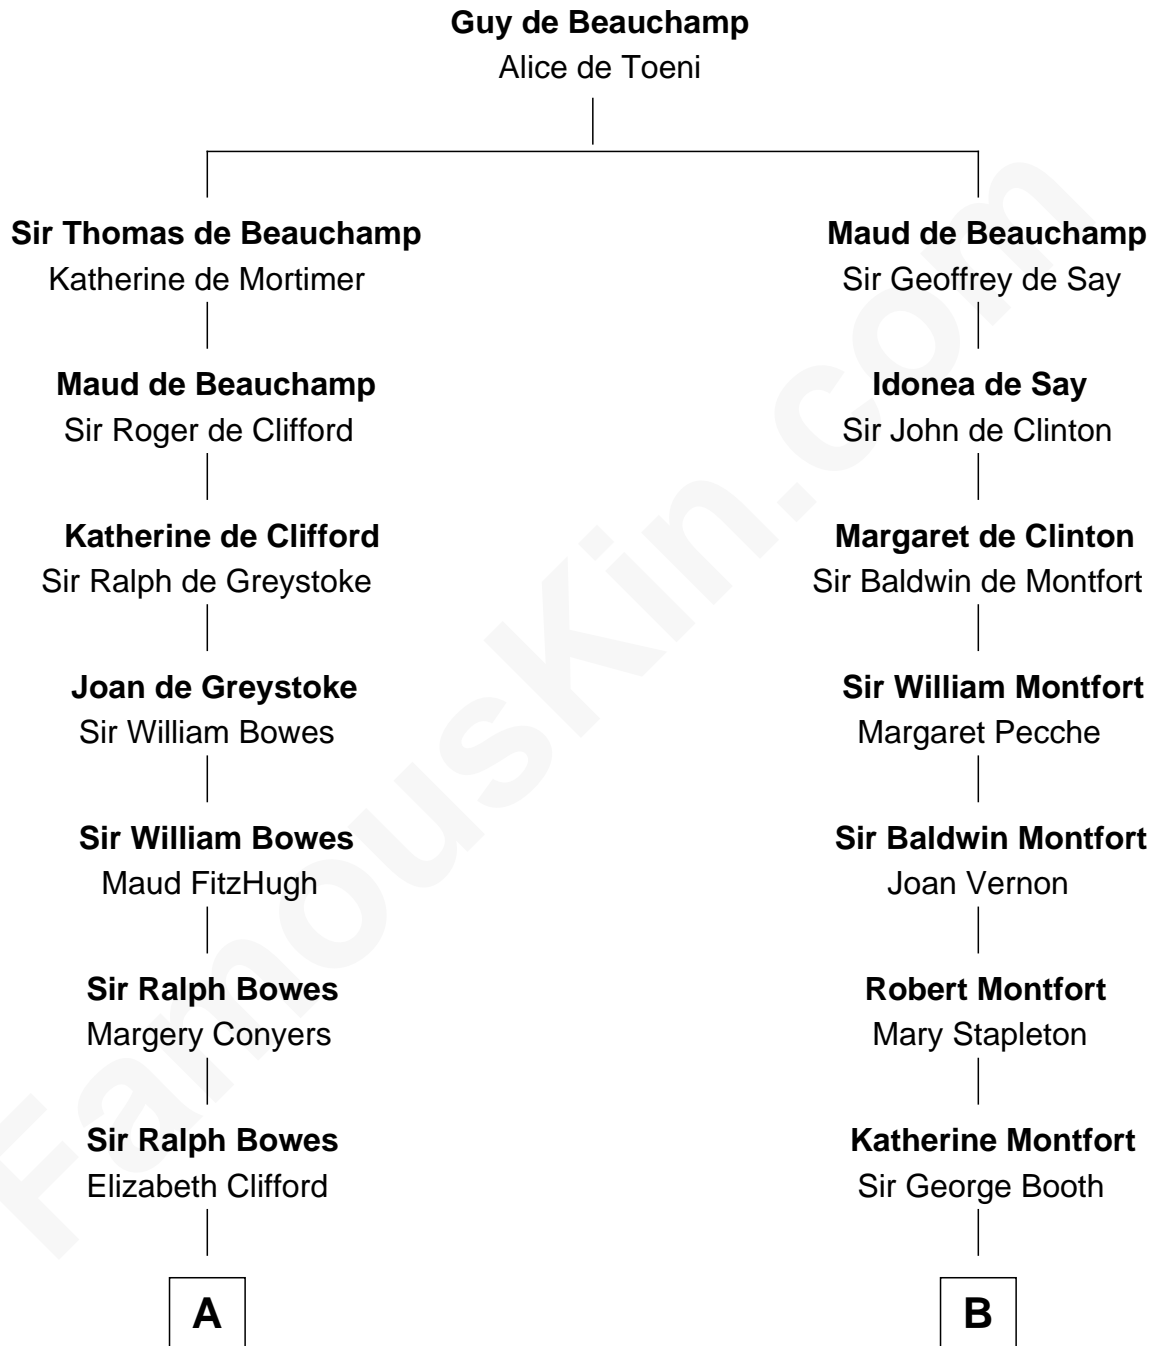 Guy de Beauchamp
Alice de Toeni
Sir Thomas de Beauchamp
Katherine de Mortimer
Maud de Beauchamp
Sir Geoffrey de Say
Maud de Beauchamp
Sir Roger de Clifford
Idonea de Say
Sir John de Clinton
Katherine de Clifford
Sir Ralph de Greystoke
Margaret de Clinton
Sir Baldwin de Montfort
Joan de Greystoke
Sir William Bowes
Sir William Montfort
Margaret Pecche
Sir William Bowes
Maud FitzHugh
Sir Baldwin Montfort
Joan Vernon
Sir Ralph Bowes
Margery Conyers
Robert Montfort
Mary Stapleton
Sir Ralph Bowes
Elizabeth Clifford
Katherine Montfort
Sir George Booth
A
B
FamousKin.com